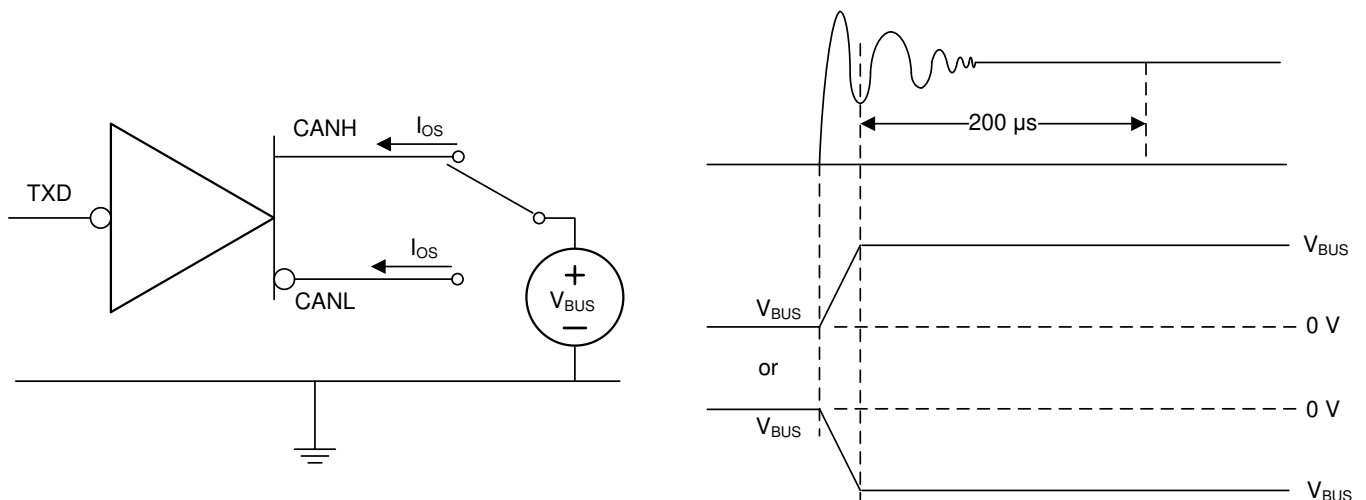 CANH
I_OS
TXD
I_OS
CANL
+
V_BUS
−
200 µs
V_BUS
V_BUS
0 V
or
V_BUS
0 V
V_BUS